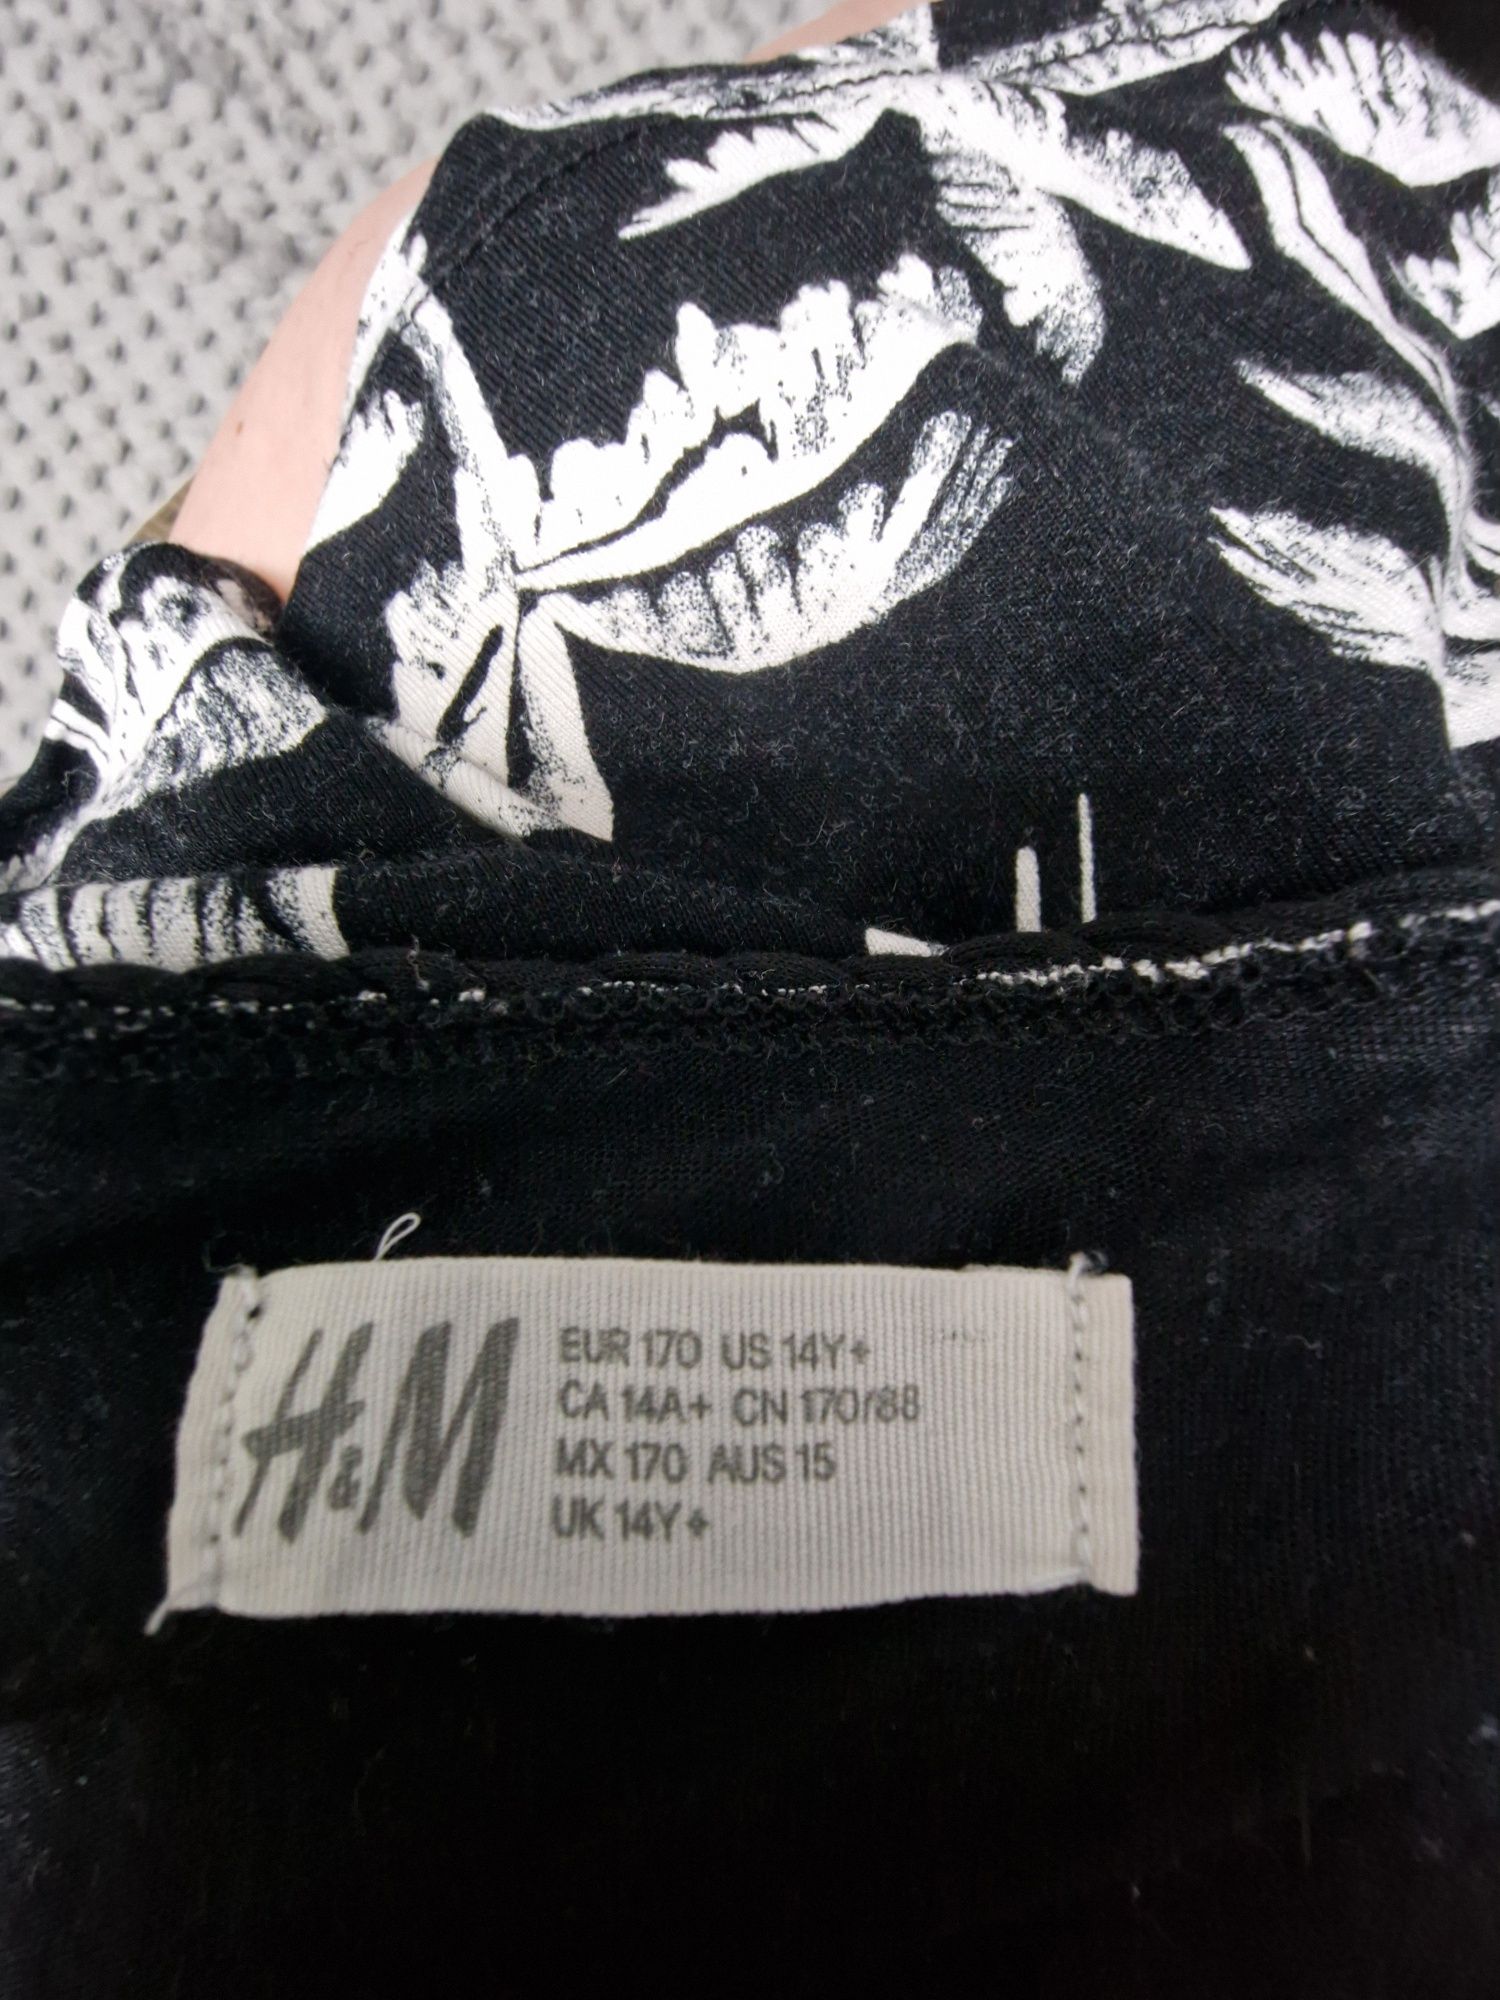 H&M
EUR 170 US 14Y+
CA 14A+ CN 170/88
MX 170 AUS 15
UK 14Y+